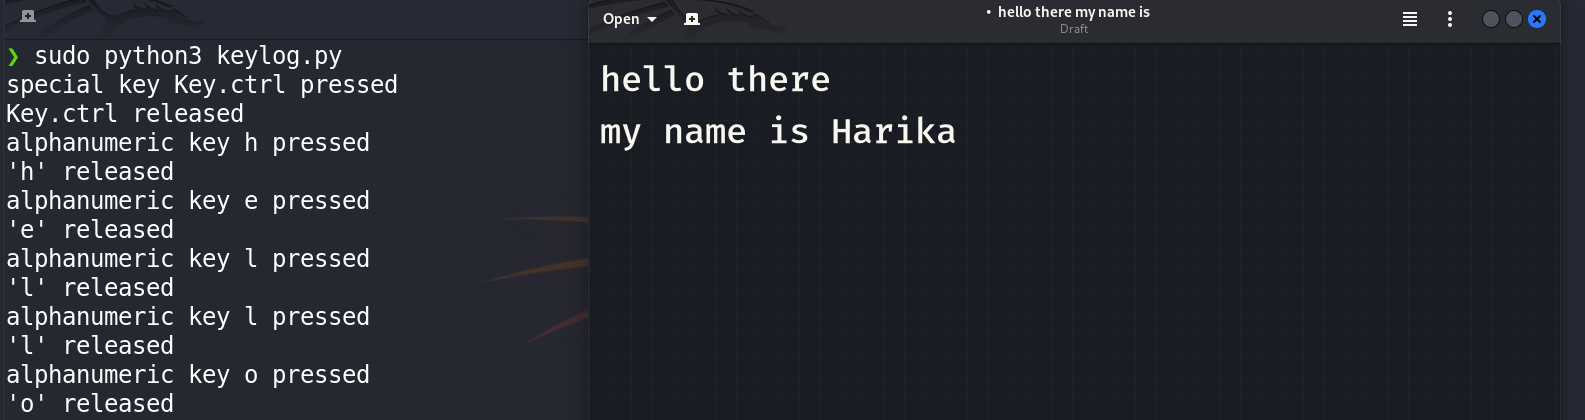 ❯ sudo python3 keylog.py
special key Key.ctrl pressed
Key.ctrl released
alphanumeric key h pressed
'h' released
alphanumeric key e pressed
'e' released
alphanumeric key l pressed
'l' released
alphanumeric key l pressed
'l' released
alphanumeric key o pressed
'o' released
Open
• hello there my name is
Draft
hello there
my name is Harika